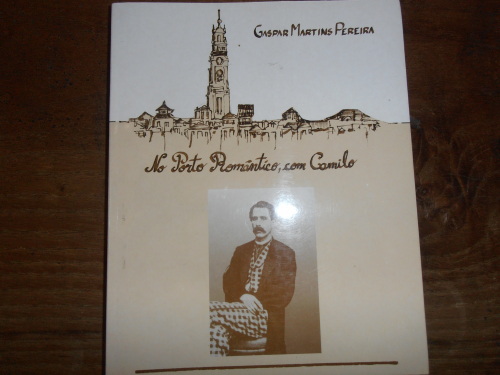 GASPAR MARTINS PEREIRA
No Porto Romântico, com Camilo